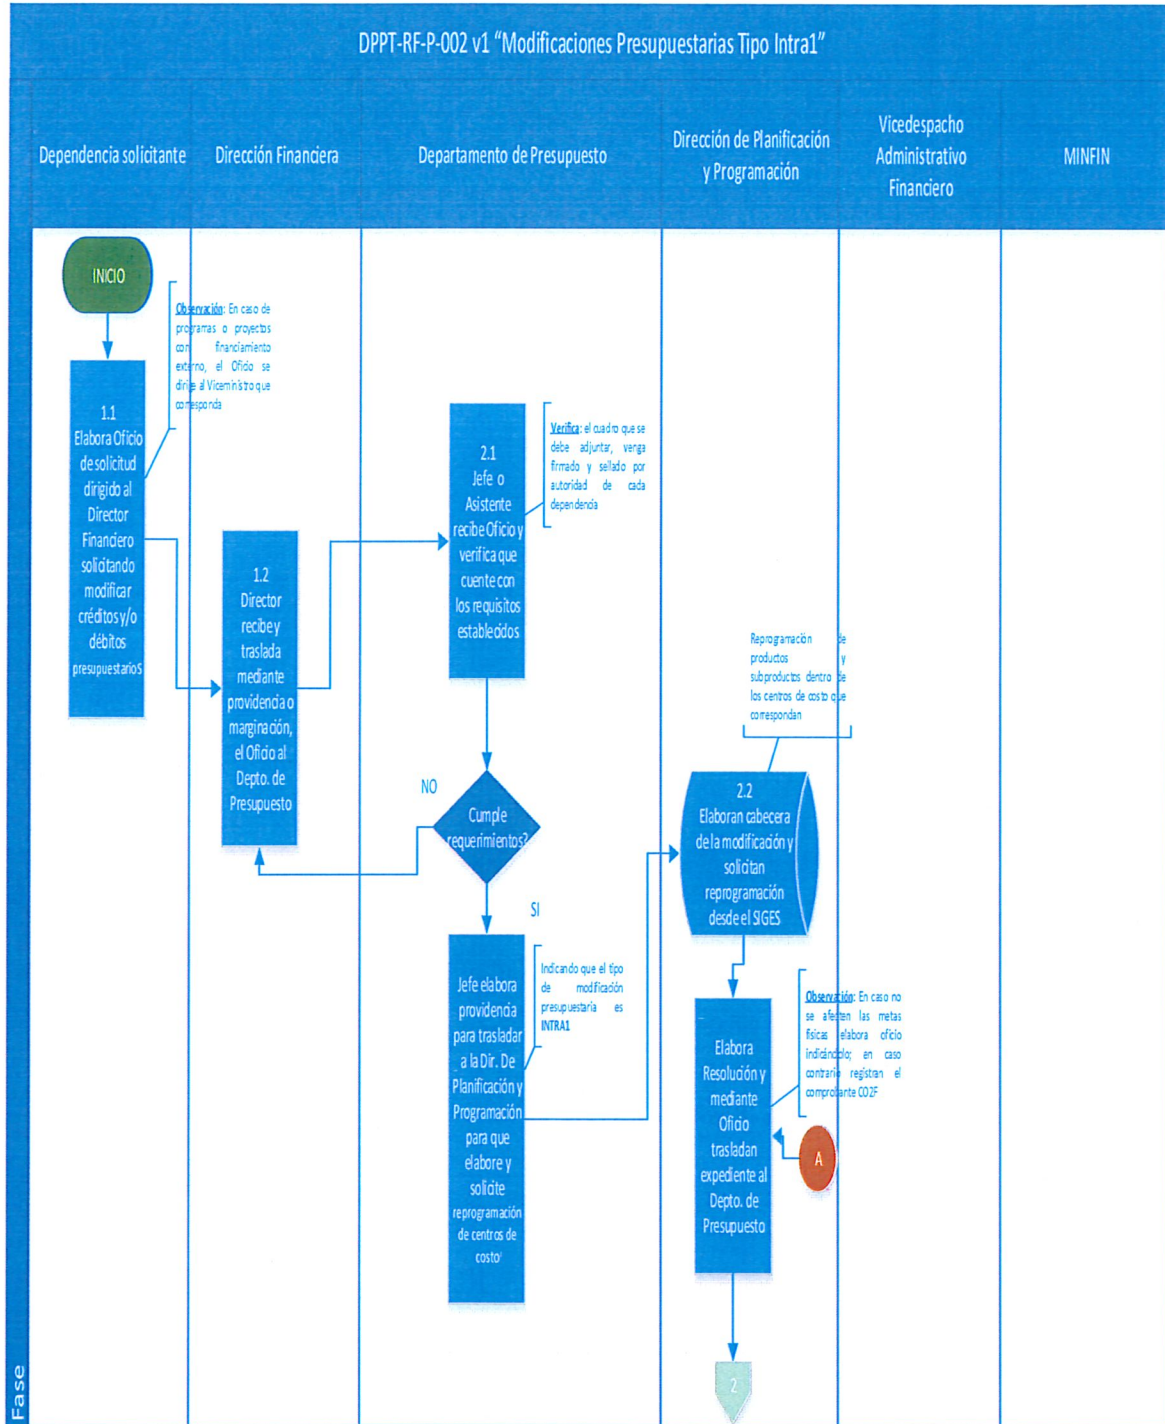 DPPT-RF-P-002 v1 “Modificaciones Presupuestarias Tipo Intra1”
Dependencia solicitante
Dirección Financiera
Departamento de Presupuesto
Dirección de Planificación
y Programación
Vicedespacho
Administrativo
Financiero
MINFIN
INICIO
Observación: En caso de
programas o proyectos
con financiamiento
externo, el Oficio se
dirige al Viceministro que
corresponda
1.1
Elabora Oficio
de solicitud
dirigido al
Director
Financiero
solicitando
modificar
créditos y/o
débitos
presupuestarios
1.2
Director
recibe y
traslada
mediante
providencia o
marginación,
el Oficio al
Depto. de
Presupuesto
2.1
Jefe o
Asistente
recibe Oficio y
verifica que
cuente con
los requisitos
establecidos
Verifica: el cuadro que se
debe adjuntar, venga
firmado y sellado por
autoridad de cada
dependencia
NO
Cumple
requerimientos?
SI
Jefe elabora
providencia
para trasladar
a la Dir. De
Planificación y
Programación
para que
elabore y
solicite
reprogramación
de centros de
costo
Indicando que el tipo
de modificación
presupuestaria es
INTRA1
Reprogramación de
productos y
subproductos dentro de
los centros de costo que
correspondan
2.2
Elaboran cabecera
de la modificación y
solicitan
reprogramación
desde el SIGES
Observación: En caso no
se afecten las metas
físicas elabora oficio
indicándolo; en caso
contrario registran el
comprobante CO2F
Elabora
Resolución y
mediante
Oficio
trasladan
expediente al
Depto. de
Presupuesto
A
2
Fase